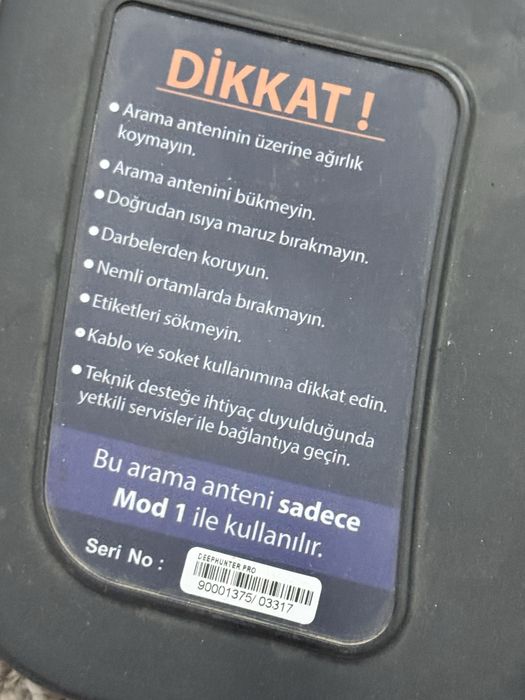 DİKKAT !
• Arama anteninin üzerine ağırlık
koymayın.
• Arama antenini bükmeyin.
• Doğrudan ısıya maruz bırakmayın.
• Darbelerden koruyun.
• Nemli ortamlarda bırakmayın.
• Etiketleri sökmeyin.
• Kablo ve soket kullanımına dikkat edin.
• Teknik desteğe ihtiyaç duyulduğunda
yetkili servisler ile bağlantıya geçin.
Bu arama anteni sadece
Mod 1 ile kullanılır.
Seri No :
DEEPHUNTER PRO
90001375/ 03317